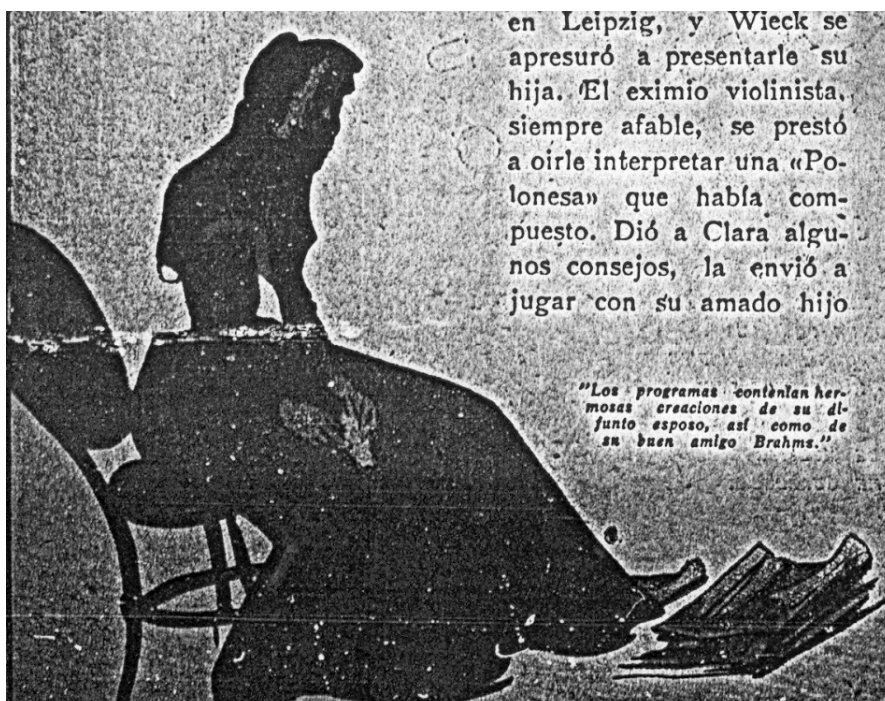 en Leipzig, y Wieck se
apresuró a presentarle su
hija. El eximio violinista,
siempre afable, se prestó
a oirle interpretar una «Po-
lonesa» que había com-
puesto. Dió a Clara algu-
nos consejos, la envió a
jugar con su amado hijo
"Los programas contenían her-
mosas creaciones de su di-
funto esposo, así como de
su buen amigo Brahms."